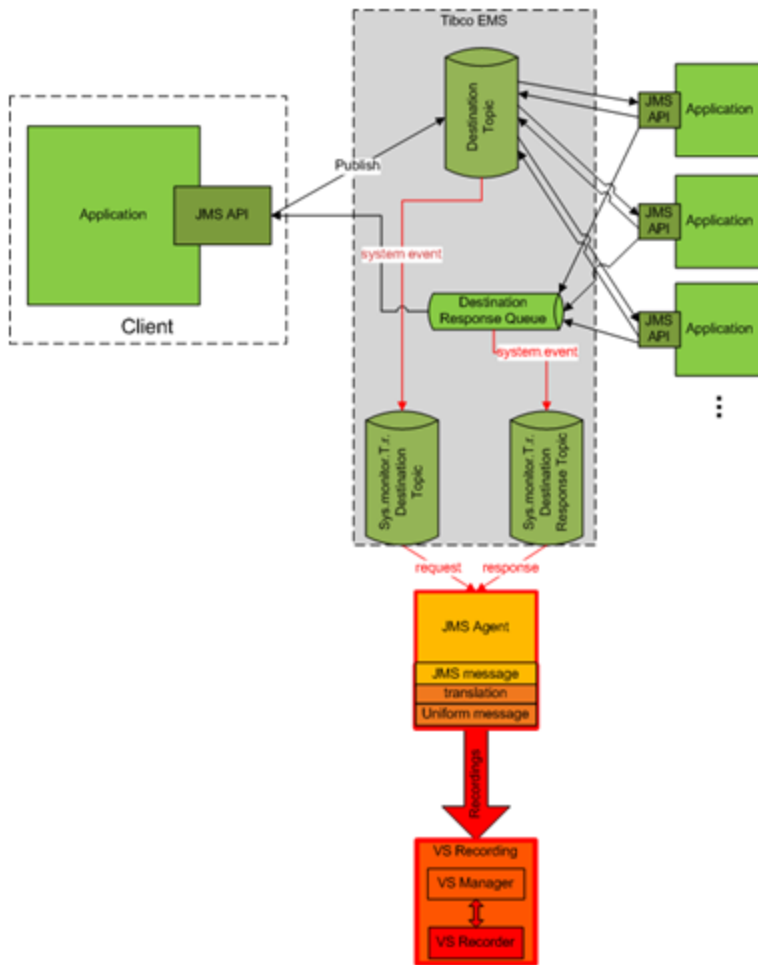 Tibco EMS
Destination
Topic
JMS
API
Application
Publish
Application
JMS API
Client
JMS
API
Application
system event
Destination
Response Queue
JMS
API
Application
system event
...
Sys.monitor.T.r.
Destination
Topic
Sys.monitor.T.r.
Destination
Response Topic
request
response
JMS Agent
JMS message
translation
Uniform message
Recordings
VS Recording
VS Manager
VS Recorder